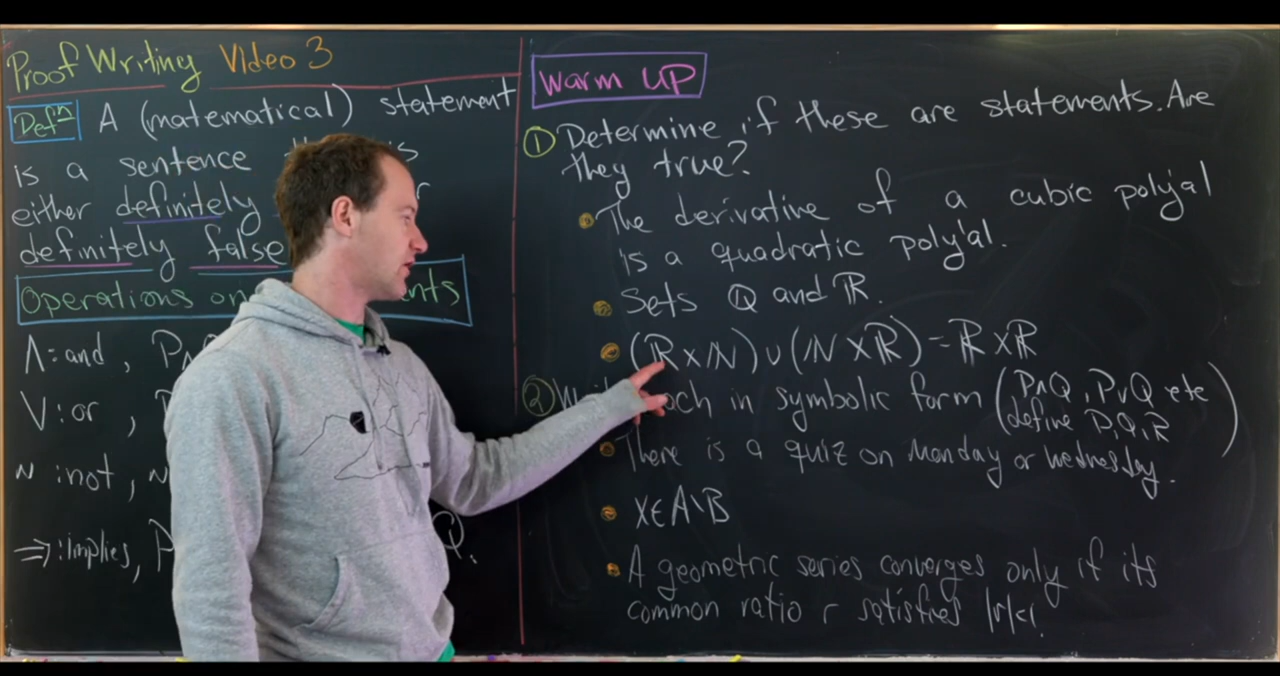 Proof Writing Video 3
Defⁿ A (matematical) statement
is a sentence
either definitely
definitely false
Operations on
Λ: and, P∧
V: or,
~: not, ~
⇒: implies, P Q.
Warm UP
① Determine if these are statements. Are
they true?
• The derivative of a cubic poly'al
is a quadratic poly'al.
• Sets ℚ and ℝ.
• (ℝ×ℕ)∪(ℕ×ℝ)=ℝ×ℝ
② in symbolic form (P∧Q, P∨Q etc
define P,Q,R)
• There is a quiz on Monday or Wednesday.
• X∈A\B
• A geometric series converges only if its
common ratio r satisfies |r|<1.